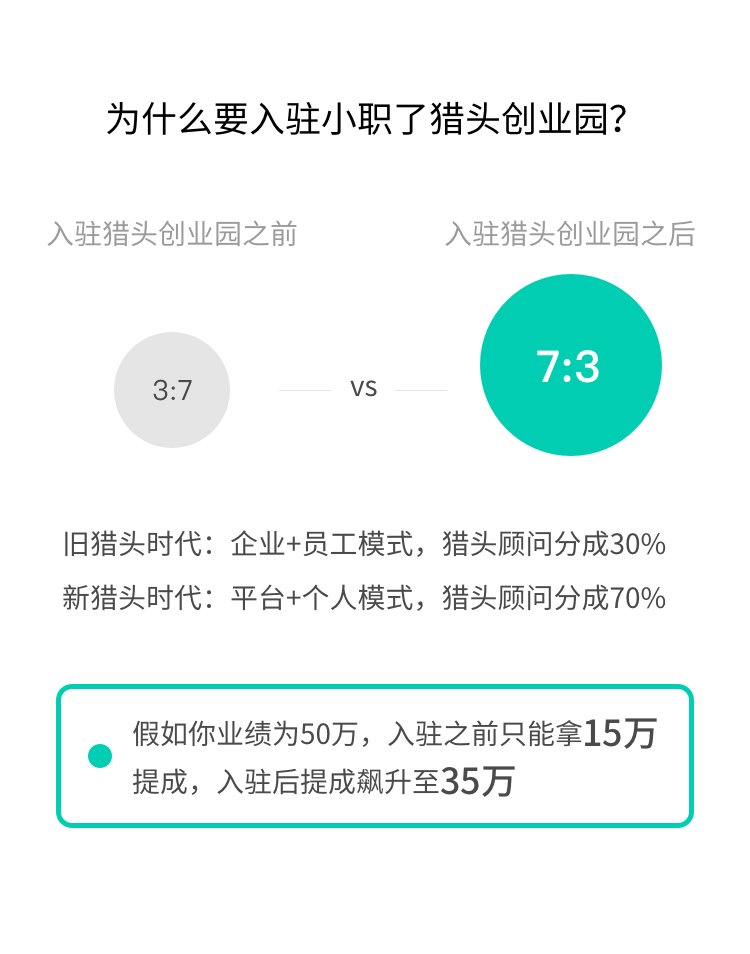 为什么要入驻小职了猎头创业园？
入驻猎头创业园之前
入驻猎头创业园之后
3:7
vs
7:3
旧猎头时代：企业+员工模式，猎头顾问分成30%
新猎头时代：平台+个人模式，猎头顾问分成70%
假如你业绩为50万，入驻之前只能拿15万
提成，入驻后提成飙升至35万